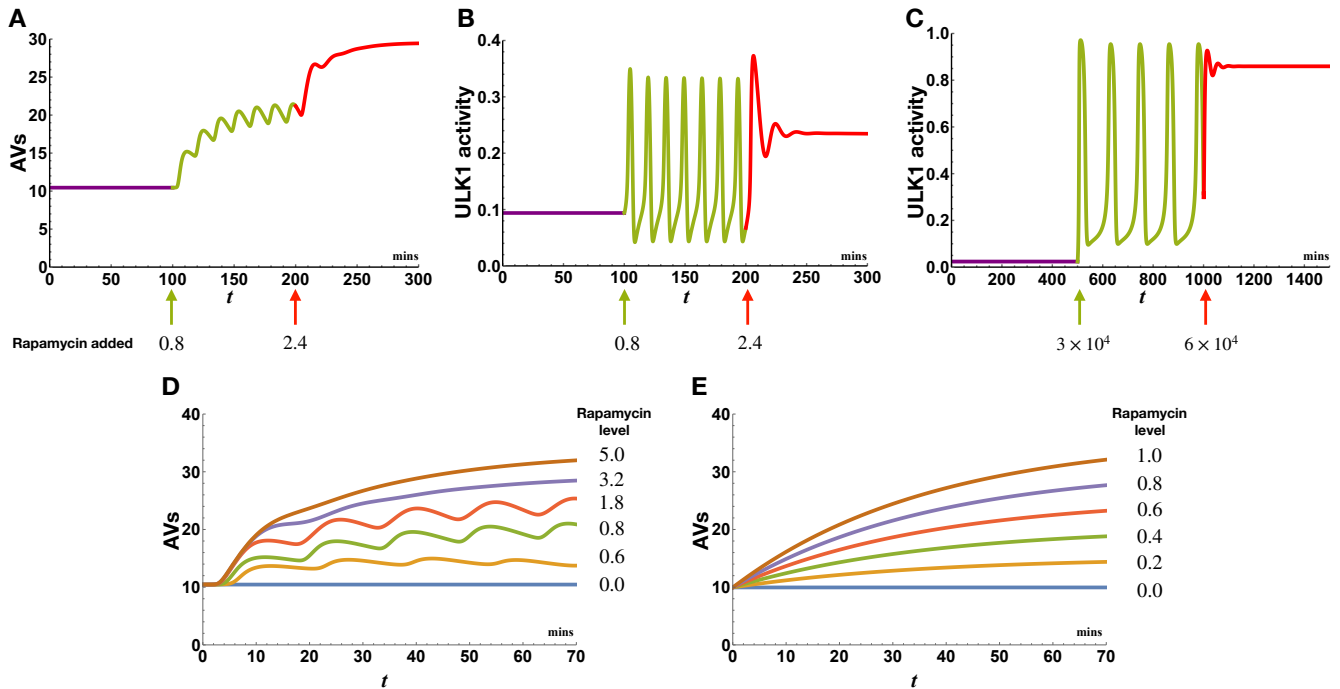 A
B
C
AVs
30
25
20
15
10
5
0
0 50 100 150 200 250 300
mins
t
ULK1 activity
0.4
0.3
0.2
0.1
0.0
0 50 100 150 200 250 300
mins
t
ULK1 activity
1.0
0.8
0.6
0.4
0.2
0.0
0 200 400 600 800 1000 1200 1400
mins
t
Rapamycin added 0.8 2.4 0.8 2.4 3 × 10⁴ 6 × 10⁴
D
AVs
40
30
20
10
0
0 10 20 30 40 50 60 70
mins
t
Rapamycin
level
5.0
3.2
1.8
0.8
0.6
0.0
E
AVs
40
30
20
10
0
0 10 20 30 40 50 60 70
mins
t
Rapamycin
level
1.0
0.8
0.6
0.4
0.2
0.0